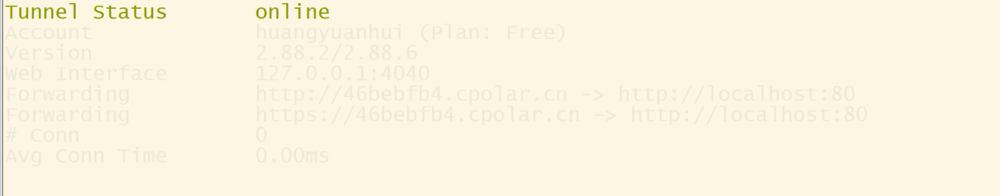 Tunnel Status online
Account huangyuanhui (Plan: Free)
Version 2.88.2/2.88.6
Web Interface 127.0.0.1:4040
Forwarding http://46bebfb4.cpolar.cn -> http://localhost:80
Forwarding https://46bebfb4.cpolar.cn -> http://localhost:80
# Conn 0
Avg Conn Time 0.00ms